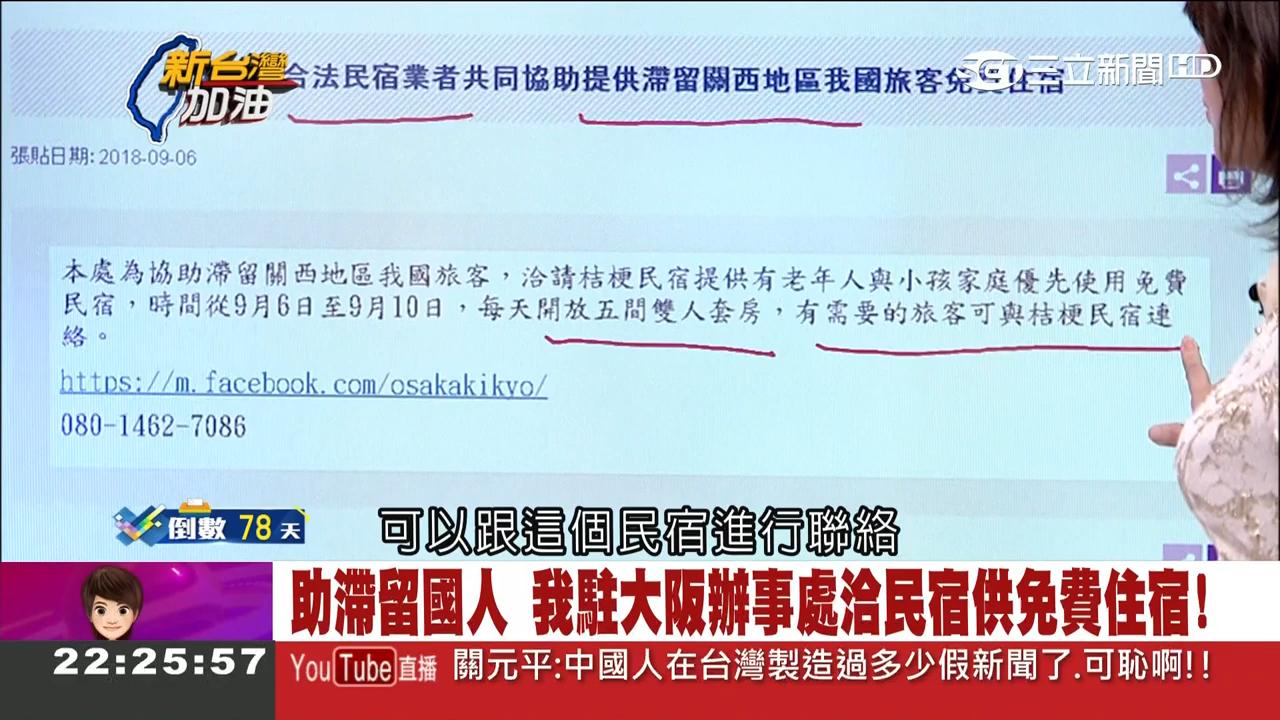 新台灣
加油
合法民宿業者共同協助提供滯留關西地區我國旅客免費住宿
三立新聞HD
張貼日期: 2018-09-06
本處為協助滯留關西地區我國旅客，洽請桔梗民宿提供有老年人與小孩家庭優先使用免費
民宿，時間從9月6日至9月10日，每天開放五間雙人套房，有需要的旅客可與桔梗民宿連
絡。
https://m.facebook.com/osakakikyo/
080-1462-7086
倒數 78 天
可以跟這個民宿進行聯絡
助滯留國人 我駐大阪辦事處洽民宿供免費住宿!
22:25:57
YouTube直播
關元平:中國人在台灣製造過多少假新聞了.可恥啊!!